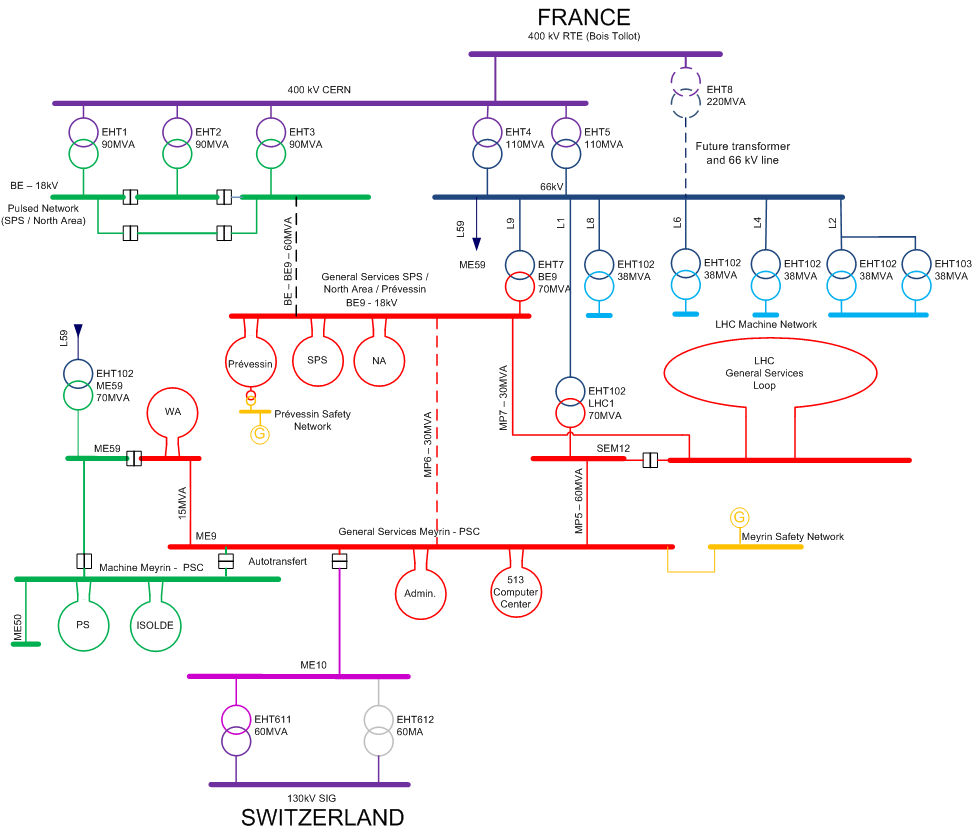 FRANCE
400 kV RTE (Bois Tollot)
400 kV CERN
EHT8
220MVA
EHT1
90MVA
EHT2
90MVA
EHT3
90MVA
EHT4
110MVA
EHT5
110MVA
Future transformer
and 66 kV line
BE – 18kV
66kV
Pulsed Network
(SPS / North Area)
BE – BE9 – 60MVA
L59
L9
L1
L8
L6
L4
L2
ME59
EHT7
BE9
70MVA
EHT102
38MVA
EHT102
38MVA
EHT102
38MVA
EHT102
38MVA
EHT103
38MVA
General Services SPS /
North Area / Prévessin
BE9 - 18kV
LHC Machine Network
L59
Prévessin
SPS
NA
LHC
General Services
Loop
EHT102
ME59
70MVA
EHT102
LHC1
70MVA
WA
Prévessin Safety
Network
G
MP6 – 30MVA
MP7 – 30MVA
ME59
SEM12
15MVA
MP5 – 60MVA
G
ME9
General Services Meyrin - PSC
Meyrin Safety Network
Machine Meyrin - PSC
Autotransfert
ME50
PS
ISOLDE
Admin.
513
Computer
Center
ME10
EHT611
60MVA
EHT612
60MA
130kV SIG
SWITZERLAND